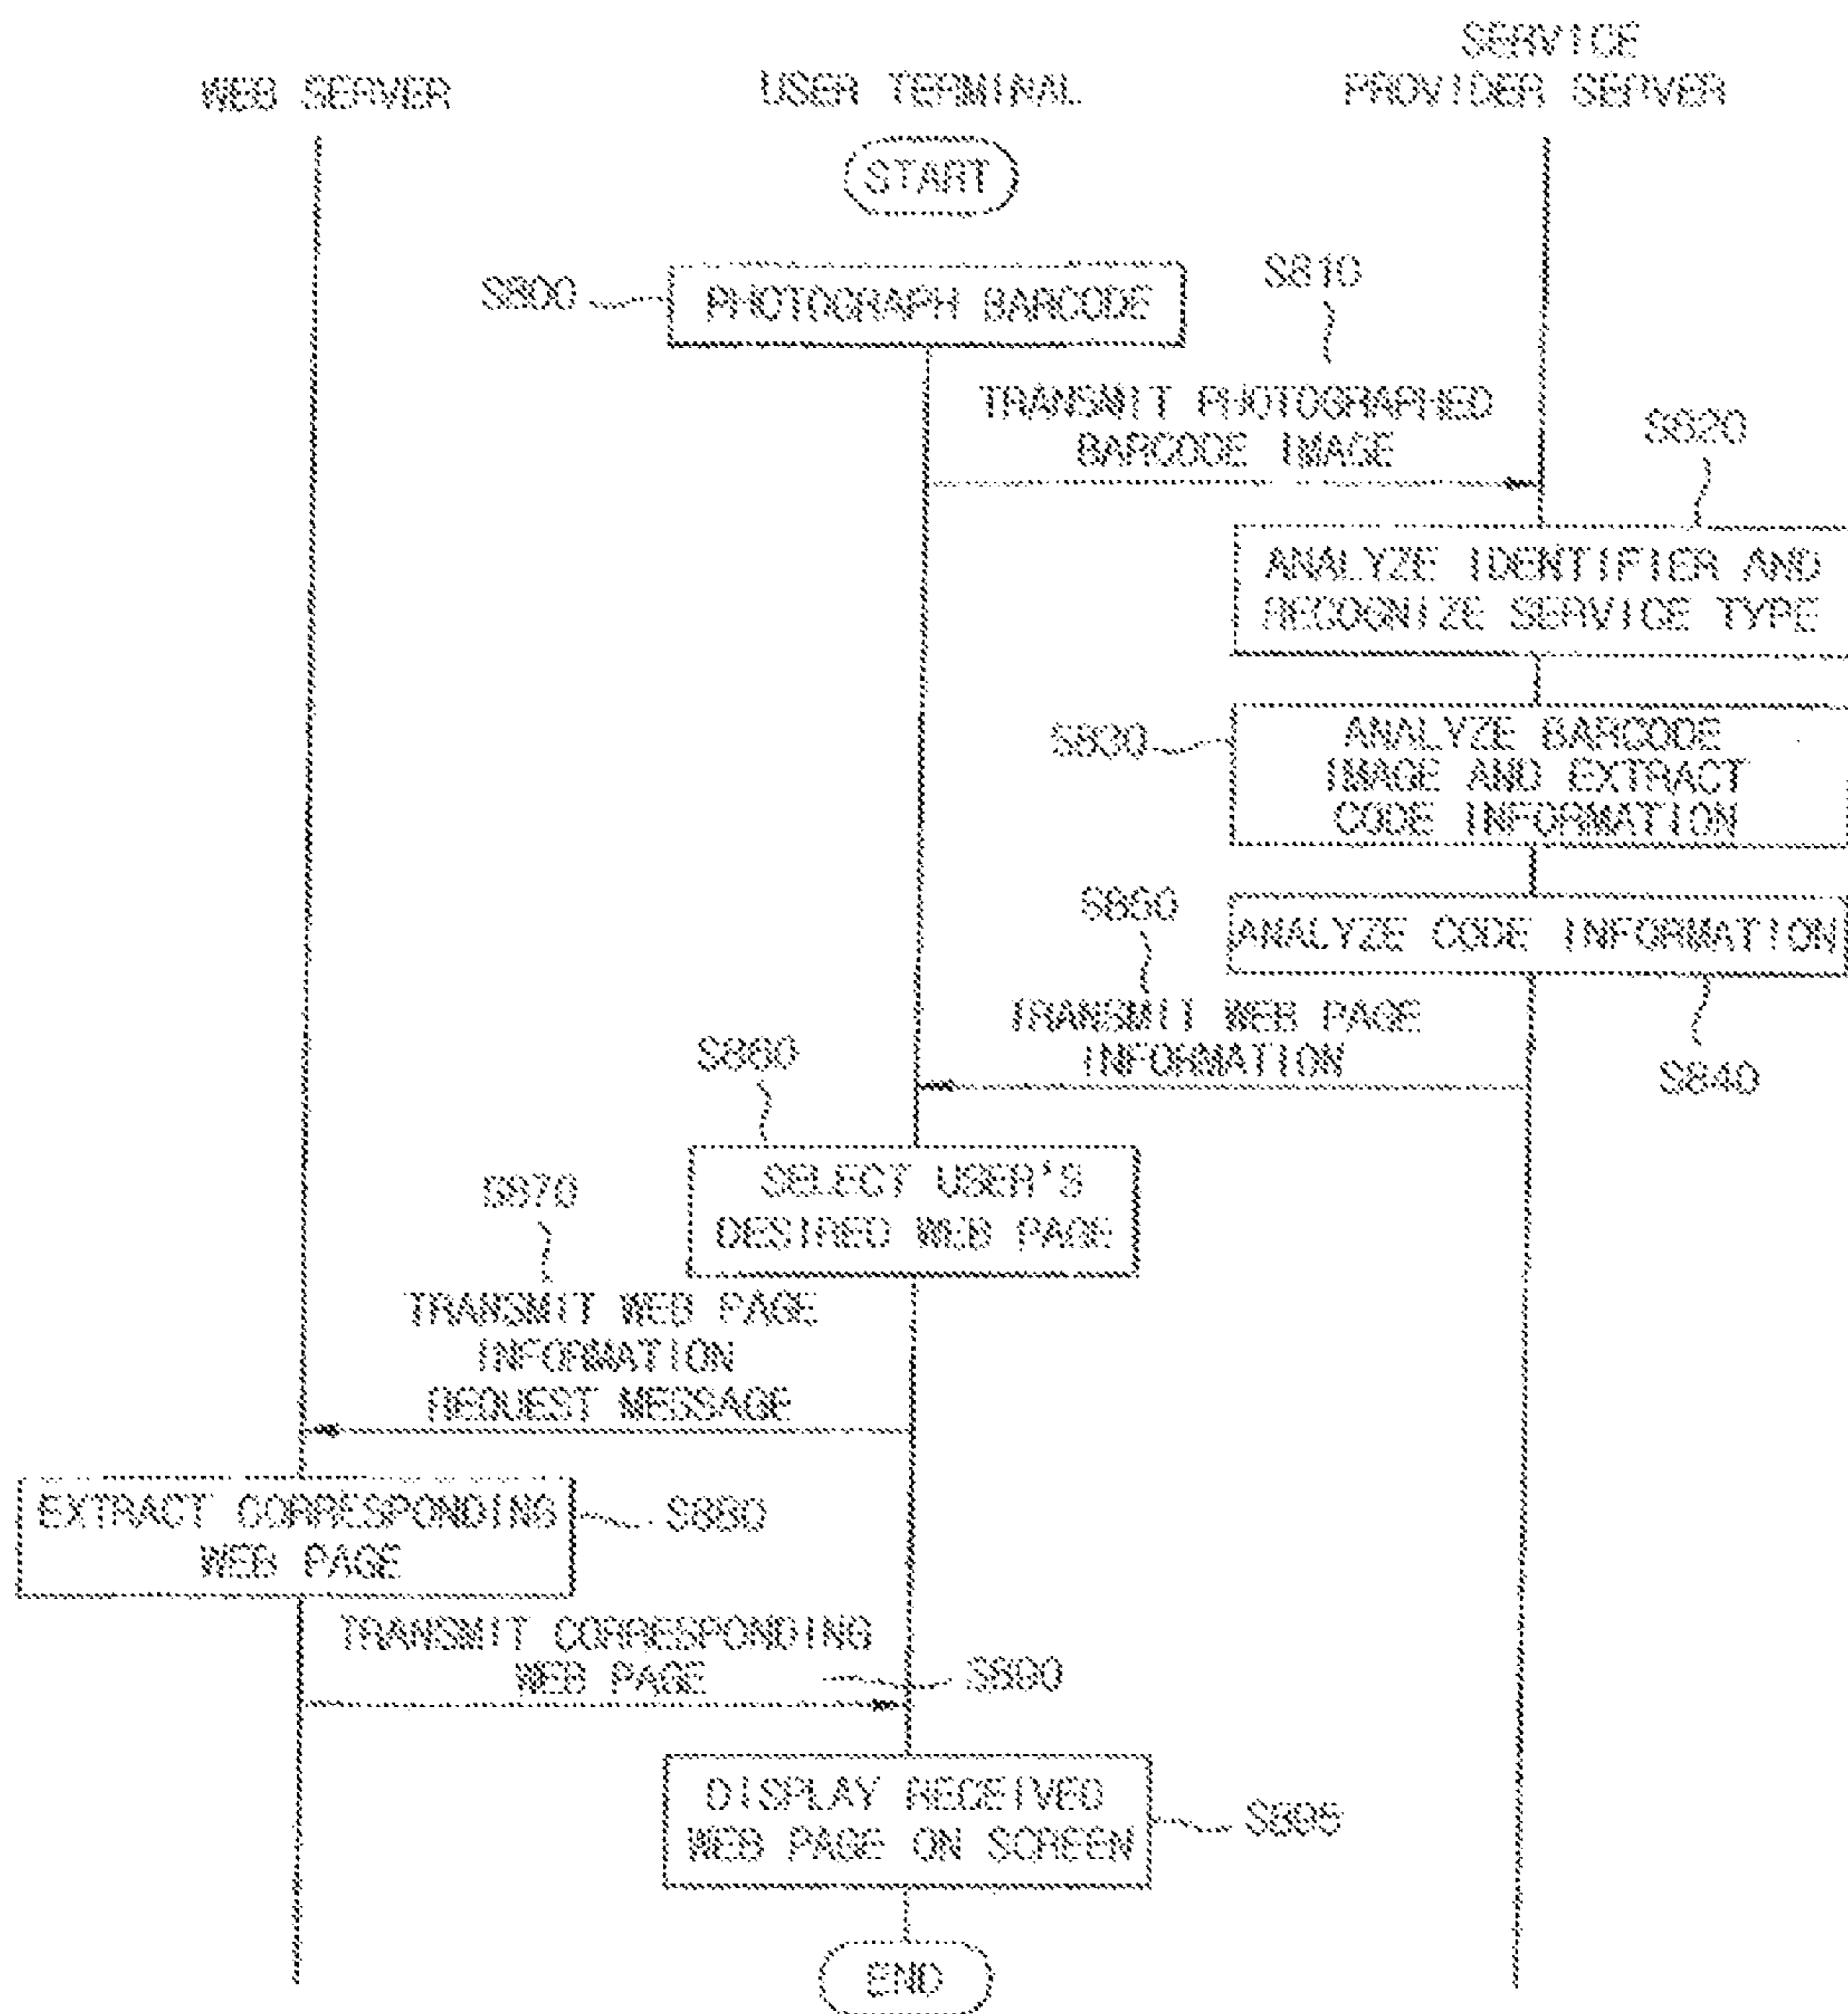 WEB SERVER
USER TERMINAL
SERVICE
PROVIDER SERVER
START
S800
PHOTOGRAPH BARCODE
S810
TRANSMIT PHOTOGRAPHED
BARCODE IMAGE
S820
ANALYZE IDENTIFIER AND
RECOGNIZE SERVICE TYPE
S830
ANALYZE BARCODE
IMAGE AND EXTRACT
CODE INFORMATION
ANALYZE CODE INFORMATION
S840
S850
TRANSMIT WEB PAGE
INFORMATION
S860
SELECT USER'S
DESIRED WEB PAGE
S870
TRANSMIT WEB PAGE
INFORMATION
REQUEST MESSAGE
EXTRACT CORRESPONDING
WEB PAGE
S880
TRANSMIT CORRESPONDING
WEB PAGE
S890
DISPLAY RECEIVED
WEB PAGE ON SCREEN
S895
END